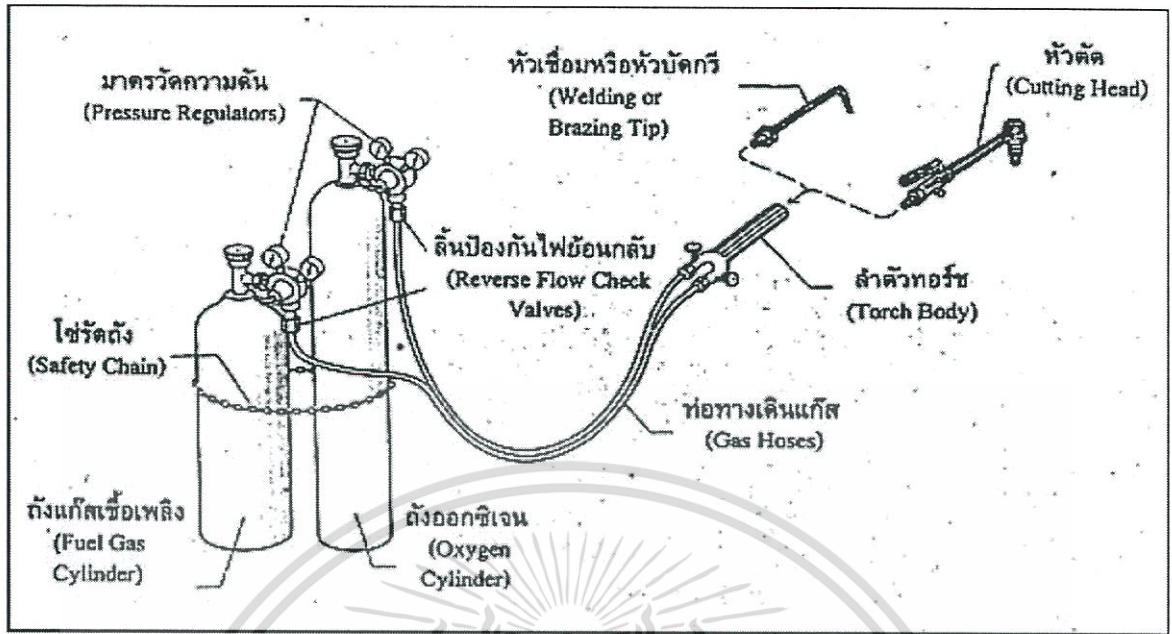 มาตรวัดความดัน
(Pressure Regulators)
หัวเชื่อมหรือหัวบัดกรี
(Welding or
Brazing Tip)
หัวตัด
(Cutting Head)
ลิ้นป้องกันไฟย้อนกลับ
(Reverse Flow Check
Valves)
ลำตัวทอร์ช
(Torch Body)
โซ่รัดถัง
(Safety Chain)
ท่อทางเดินแก๊ส
(Gas Hoses)
ถังแก๊สเชื้อเพลิง
(Fuel Gas
Cylinder)
ถังออกซิเจน
(Oxygen
Cylinder)